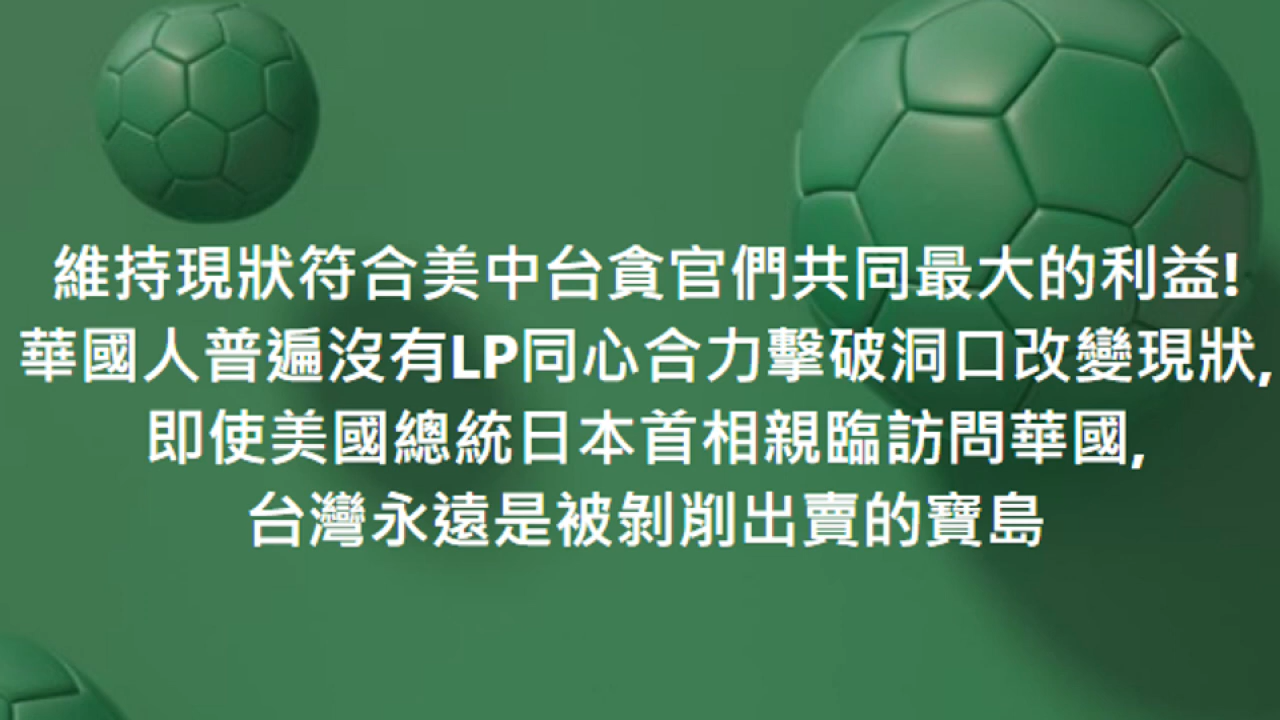 維持現狀符合美中台貪官們共同最大的利益!
華國人普遍沒有LP同心合力擊破洞口改變現狀,
即使美國總統日本首相親臨訪問華國,
台灣永遠是被剝削出賣的寶島